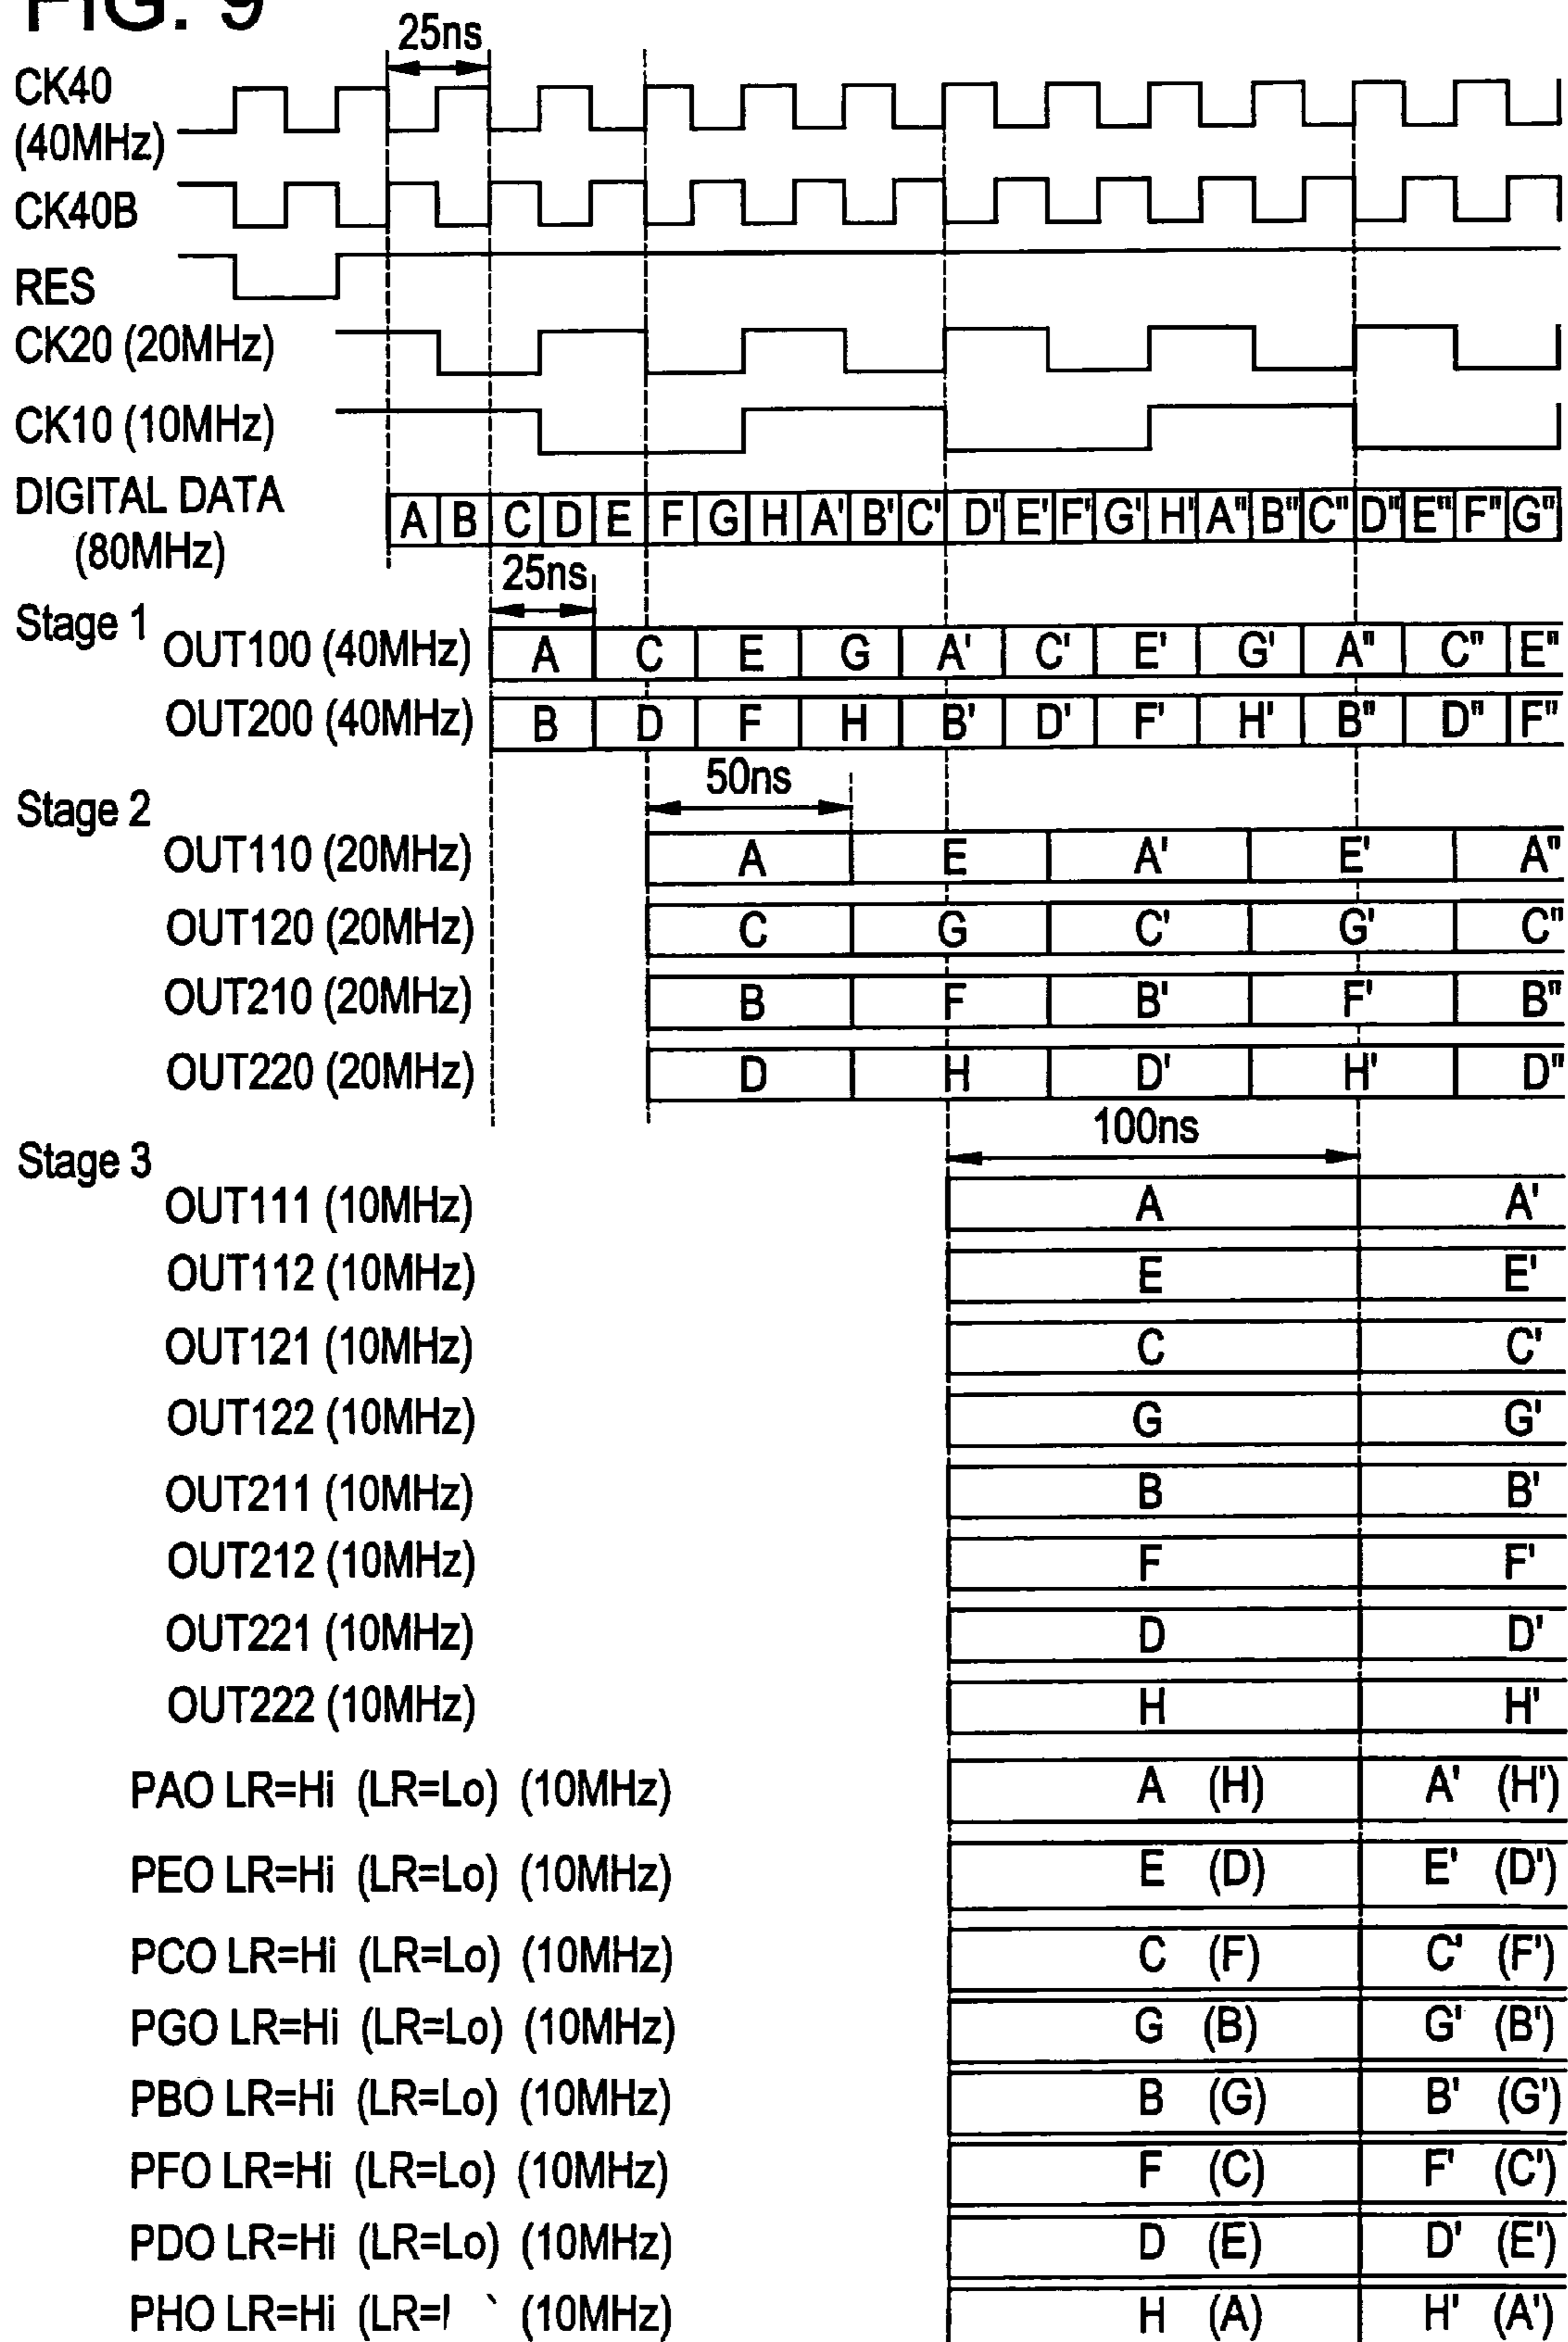 FIG. 9
25ns
CK40
(40MHz)
CK40B
RES
CK20 (20MHz)
CK10 (10MHz)
DIGITAL DATA
(80MHz)
A B C D E F G H A' B' C' D' E' F' G' H' A" B" C" D" E" F" G"
25ns
Stage 1
OUT100 (40MHz) A C E G A' C' E' G' A" C" E"
OUT200 (40MHz) B D F H B' D' F' H' B" D" F"
50ns
Stage 2
OUT110 (20MHz) A E A' E' A"
OUT120 (20MHz) C G C' G' C"
OUT210 (20MHz) B F B' F' B"
OUT220 (20MHz) D H D' H' D"
100ns
Stage 3
OUT111 (10MHz) A A'
OUT112 (10MHz) E E'
OUT121 (10MHz) C C'
OUT122 (10MHz) G G'
OUT211 (10MHz) B B'
OUT212 (10MHz) F F'
OUT221 (10MHz) D D'
OUT222 (10MHz) H H'
PAO LR=Hi (LR=Lo) (10MHz) A (H) A' (H')
PEO LR=Hi (LR=Lo) (10MHz) E (D) E' (D')
PCO LR=Hi (LR=Lo) (10MHz) C (F) C' (F')
PGO LR=Hi (LR=Lo) (10MHz) G (B) G' (B')
PBO LR=Hi (LR=Lo) (10MHz) B (G) B' (G')
PFO LR=Hi (LR=Lo) (10MHz) F (C) F' (C')
PDO LR=Hi (LR=Lo) (10MHz) D (E) D' (E')
PHO LR=Hi (10MHz) H (A) H' (A')